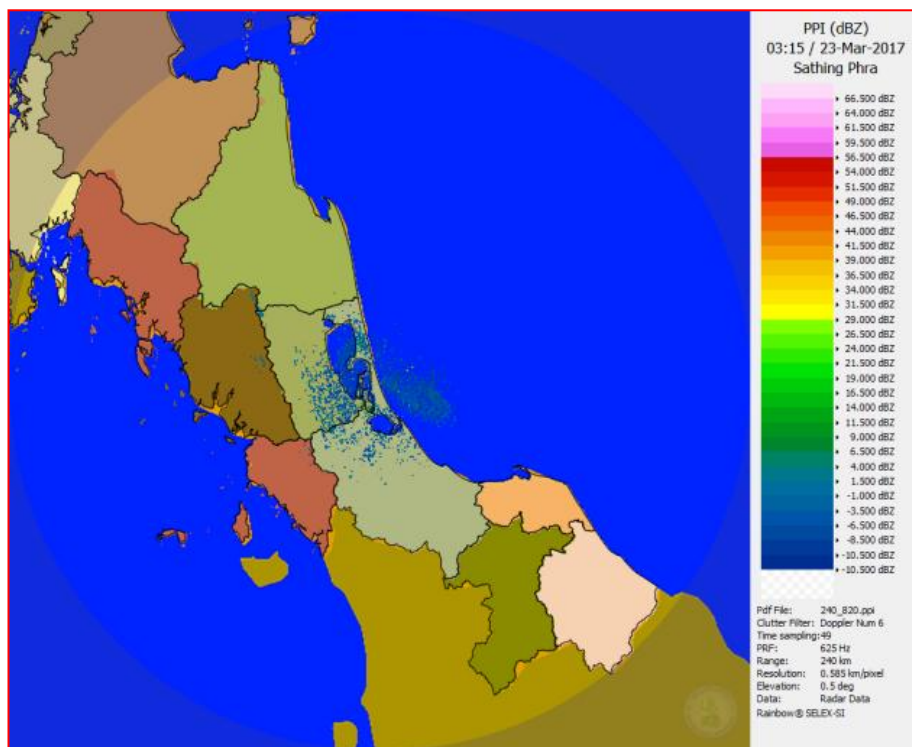 PPI (dBZ)
03:15 / 23-Mar-2017
Sathing Phra
66.500 dBZ
64.000 dBZ
61.500 dBZ
59.500 dBZ
56.500 dBZ
54.000 dBZ
51.500 dBZ
49.000 dBZ
46.500 dBZ
44.000 dBZ
41.500 dBZ
39.000 dBZ
36.500 dBZ
34.000 dBZ
31.500 dBZ
29.000 dBZ
26.500 dBZ
24.000 dBZ
21.500 dBZ
19.000 dBZ
16.500 dBZ
14.000 dBZ
11.500 dBZ
9.000 dBZ
6.500 dBZ
4.000 dBZ
1.500 dBZ
-1.000 dBZ
-3.500 dBZ
-6.500 dBZ
-8.500 dBZ
-10.500 dBZ
-10.500 dBZ
Pdf File: 240_820.ppi
Clutter Filter: Doppler Num 6
Time sampling:49
PRF: 625 Hz
Range: 240 km
Resolution: 0.585 km/pixel
Elevation: 0.5 deg
Data: Radar Data
Rainbow® SELEX-SI